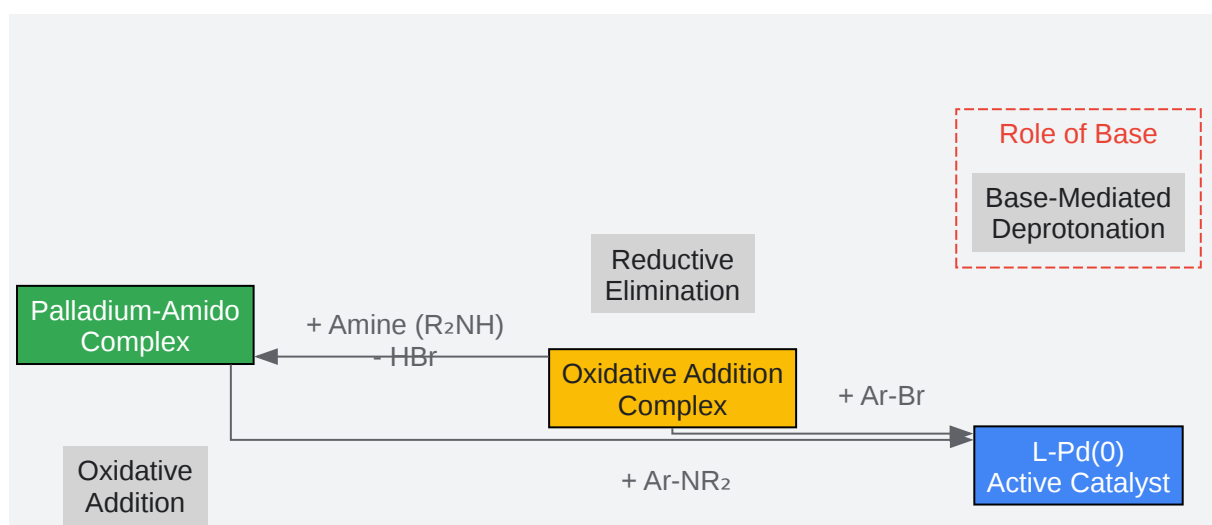 Role of Base
Base-Mediated
Deprotonation
Reductive
Elimination
Palladium-Amido
Complex
+ Amine (R₂NH)
- HBr
Oxidative Addition
Complex
+ Ar-Br
L-Pd(0)
Active Catalyst
+ Ar-NR₂
Oxidative
Addition